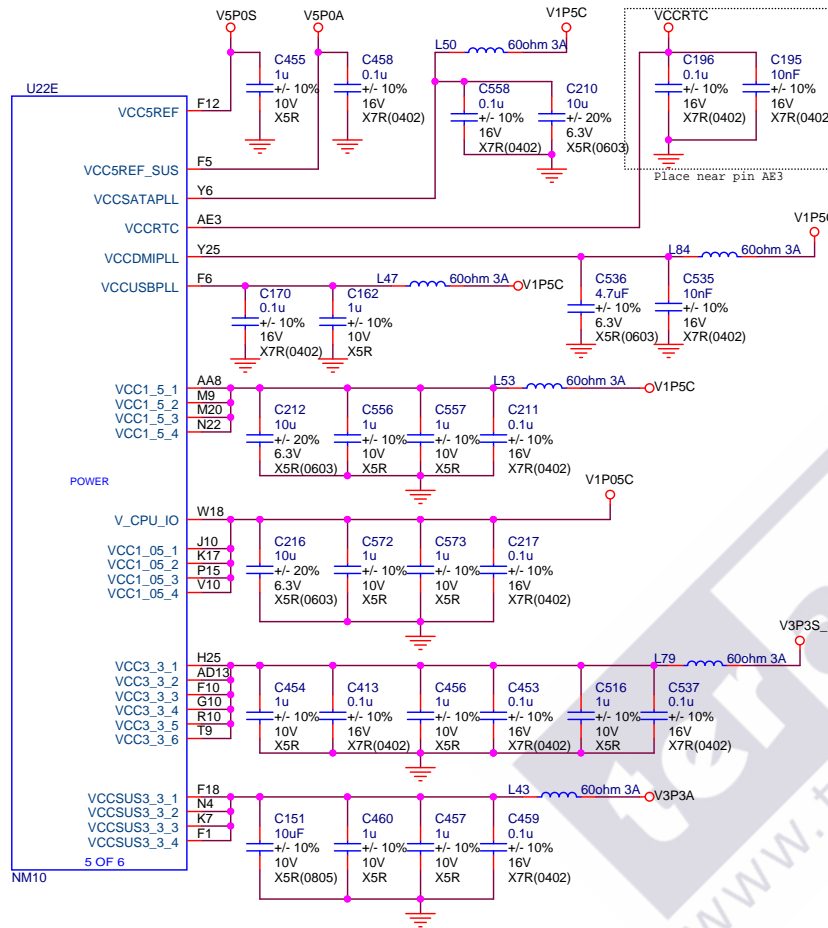 V5P0S
V5P0A
V1P5C
VCCRTC
L50
60ohm 3A
C455
1u
+/- 10%
10V
X5R
C458
0.1u
+/- 10%
16V
X7R(0402)
C558
0.1u
+/- 10%
16V
X7R(0402)
C210
10u
+/- 20%
6.3V
X5R(0603)
C196
0.1u
+/- 10%
16V
X7R(0402)
C195
10nF
+/- 10%
16V
X7R(0402
Place near pin AE3
U22E
VCC5REF
F12
VCC5REF_SUS
F5
VCCSATAPLL
Y6
VCCRTC
AE3
VCCDMIPLL
Y25
L84
60ohm 3A
V1P5C
VCCUSBPLL
F6
L47
60ohm 3A
V1P5C
C170
0.1u
+/- 10%
16V
X7R(0402)
C162
1u
+/- 10%
10V
X5R
C536
4.7uF
+/- 10%
6.3V
X5R(0603)
C535
10nF
+/- 10%
16V
X7R(0402)
VCC1_5_1
AA8
VCC1_5_2
M9
VCC1_5_3
M20
VCC1_5_4
N22
L53
60ohm 3A
V1P5C
C212
10u
+/- 20%
6.3V
X5R(0603)
C556
1u
+/- 10%
10V
X5R
C557
1u
+/- 10%
10V
X5R
C211
0.1u
+/- 10%
16V
X7R(0402)
POWER
V1P05C
V_CPU_IO
W18
VCC1_05_1
J10
VCC1_05_2
K17
VCC1_05_3
P15
VCC1_05_4
V10
C216
10u
+/- 20%
6.3V
X5R(0603)
C572
1u
+/- 10%
10V
X5R
C573
1u
+/- 10%
10V
X5R
C217
0.1u
+/- 10%
16V
X7R(0402)
V3P3S_
VCC3_3_1
H25
VCC3_3_2
AD13
VCC3_3_3
F10
VCC3_3_4
G10
VCC3_3_5
R10
VCC3_3_6
T9
L79
60ohm 3A
C454
1u
+/- 10%
10V
X5R
C413
0.1u
+/- 10%
16V
X7R(0402)
C456
1u
+/- 10%
10V
X5R
C453
0.1u
+/- 10%
16V
X7R(0402)
C516
1u
+/- 10%
10V
X5R
C537
0.1u
+/- 10%
16V
X7R(0402)
VCCSUS3_3_1
F18
VCCSUS3_3_2
N4
VCCSUS3_3_3
K7
VCCSUS3_3_4
F1
L43
60ohm 3A
V3P3A
C151
10uF
+/- 10%
10V
X5R(0805)
C460
1u
+/- 10%
10V
X5R
C457
1u
+/- 10%
10V
X5R
C459
0.1u
+/- 10%
16V
X7R(0402)
5 OF 6
NM10
ter
www.